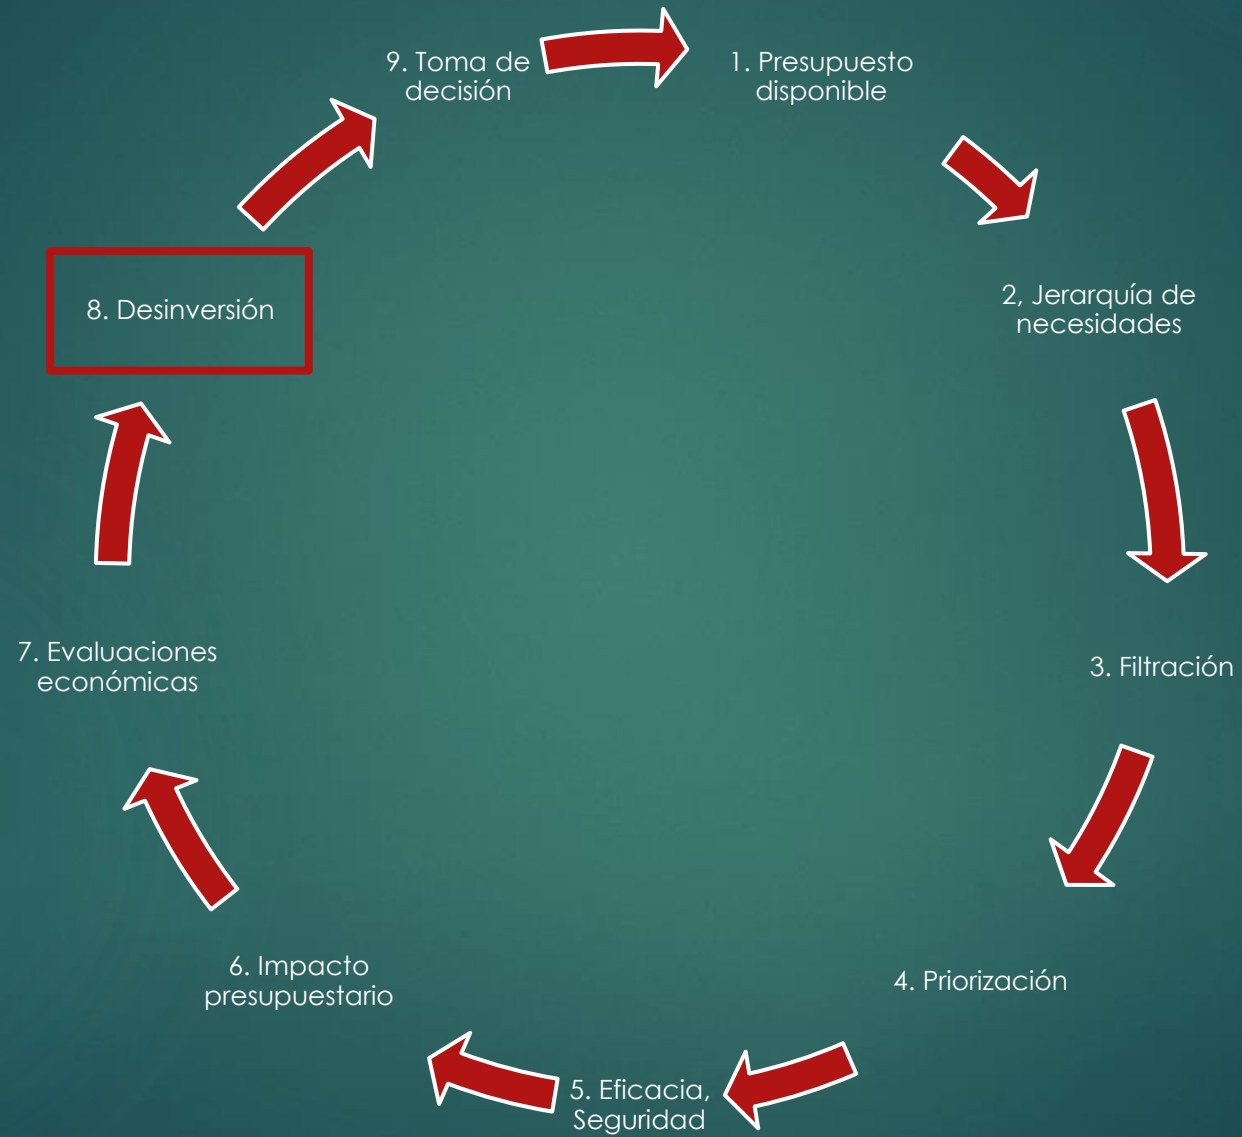 1. Presupuesto
disponible
2, Jerarquía de
necesidades
3. Filtración
4. Priorización
5. Eficacia,
Seguridad
6. Impacto
presupuestario
7. Evaluaciones
económicas
8. Desinversión
9. Toma de
decisión